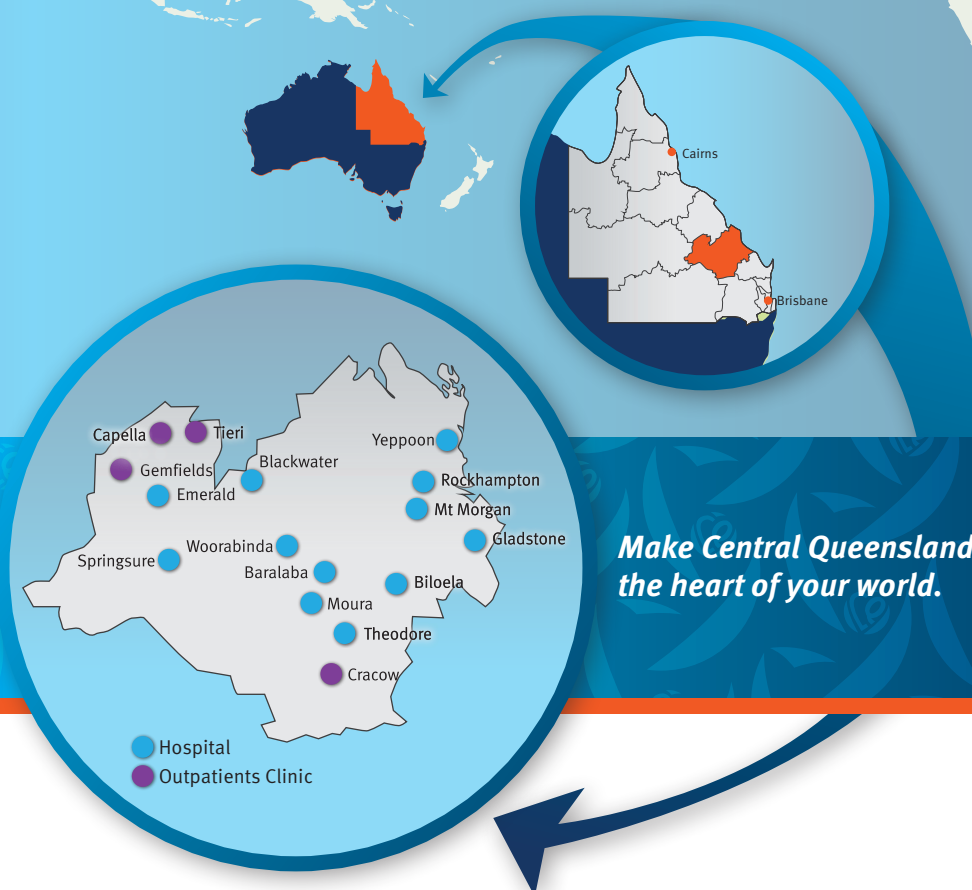 Cairns
Brisbane
Capella
Tieri
Gemfields
Emerald
Blackwater
Yeppoon
Rockhampton
Mt Morgan
Gladstone
Springsure
Woorabinda
Baralaba
Biloela
Moura
Theodore
Cracow
Hospital
Outpatients Clinic
Make Central Queensland
the heart of your world.